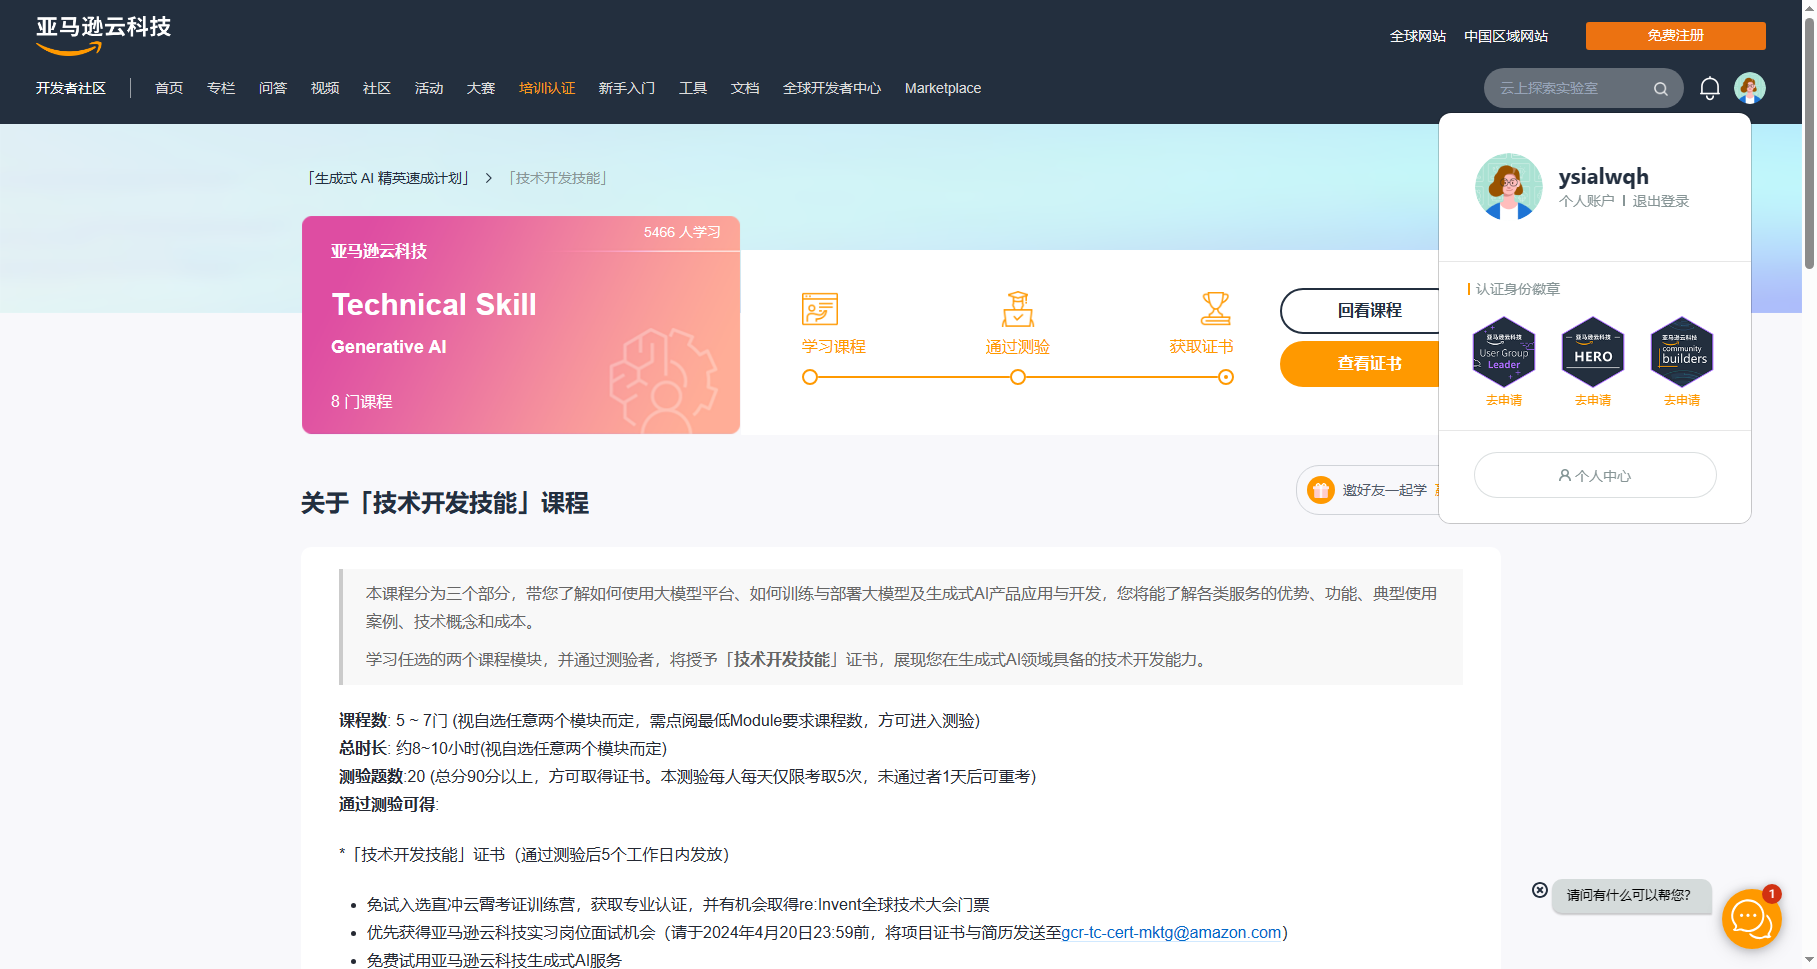 亚马逊云科技
全球网站 中国区域网站 免费注册
开发者社区 首页 专栏 问答 视频 社区 活动 大赛 培训认证 新手入门 工具 文档 全球开发者中心 Marketplace
云上探索实验室
「生成式 AI 精英速成计划」 > 「技术开发技能」
ysialwqh
个人账户 | 退出登录
5466 人学习
亚马逊云科技
Technical Skill
Generative AI
8 门课程
学习课程 通过测验 获取证书
回看课程
查看证书
认证身份徽章
亚马逊云科技
User Group
Leader
去申请
亚马逊云科技
HERO
去申请
亚马逊云科技
community
builders
去申请
个人中心
关于「技术开发技能」课程
邀好友一起学
本课程分为三个部分，带您了解如何使用大模型平台、如何训练与部署大模型及生成式AI产品应用与开发，您将能了解各类服务的优势、功能、典型使用
案例、技术概念和成本。
学习任选的两个课程模块，并通过测验者，将授予「技术开发技能」证书，展现您在生成式AI领域具备的技术开发能力。
课程数: 5 ~ 7门 (视自选任意两个模块而定，需点阅最低Module要求课程数，方可进入测验)
总时长: 约8~10小时(视自选任意两个模块而定)
测验题数:20 (总分90分以上，方可取得证书。本测验每人每天仅限考取5次，未通过者1天后可重考)
通过测验可得:
*「技术开发技能」证书（通过测验后5个工作日内发放）
• 免试入选直冲云霄考证训练营，获取专业认证，并有机会取得re:Invent全球技术大会门票
• 优先获得亚马逊云科技实习岗位面试机会（请于2024年4月20日23:59前，将项目证书与简历发送至gcr-tc-cert-mktg@amazon.com）
• 免费试用亚马逊云科技生成式AI服务
请问有什么可以帮您?
1